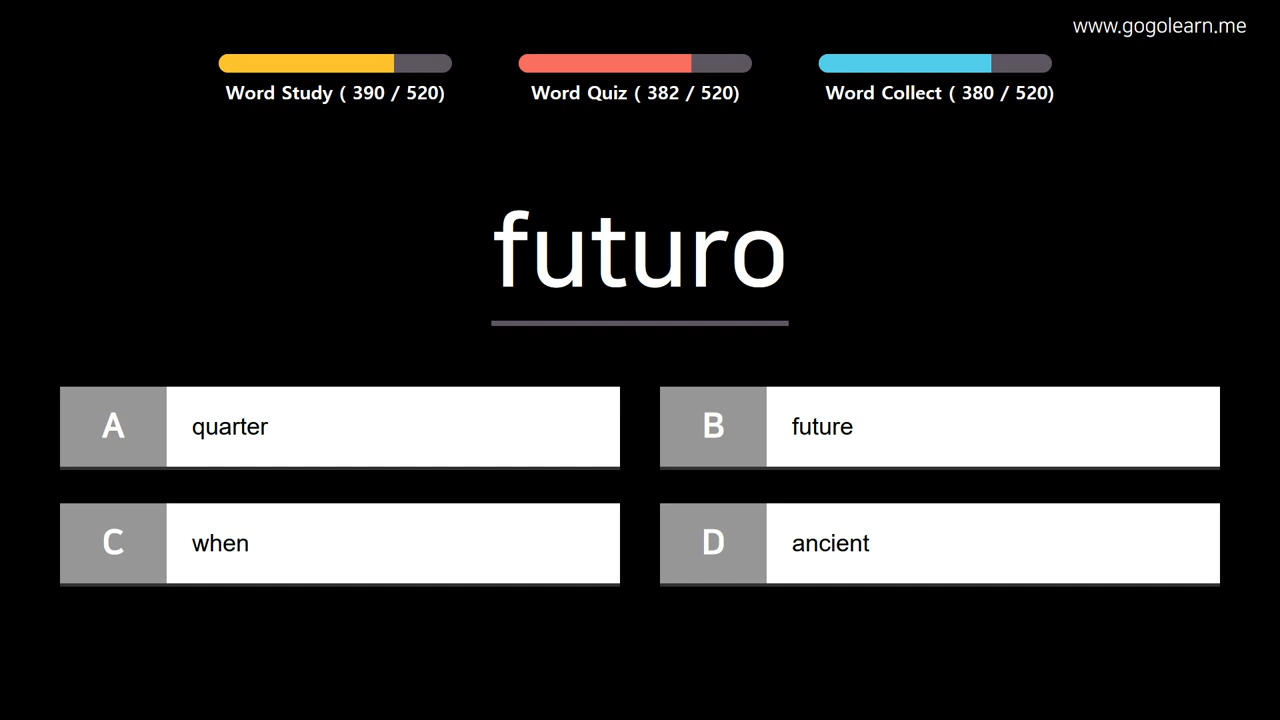 www.gogolearn.me
Word Study ( 390 / 520)
Word Quiz ( 382 / 520)
Word Collect ( 380 / 520)
futuro
A quarter
B future
C when
D ancient